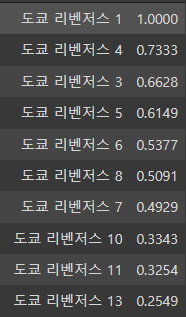 도쿄 리벤저스 1 1.0000
도쿄 리벤저스 4 0.7333
도쿄 리벤저스 3 0.6628
도쿄 리벤저스 5 0.6149
도쿄 리벤저스 6 0.5377
도쿄 리벤저스 8 0.5091
도쿄 리벤저스 7 0.4929
도쿄 리벤저스 10 0.3343
도쿄 리벤저스 11 0.3254
도쿄 리벤저스 13 0.2549